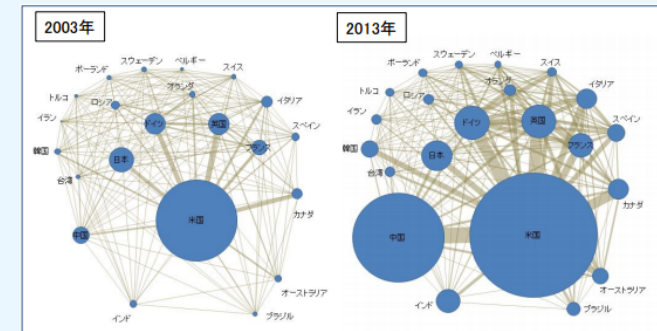 2003年
スウェーデン
ベルギー
ポーランド
スイス
オランダ
トルコ
ロシア
イタリア
イラン
ドイツ
英国
スペイン
韓国
日本
フランス
台湾
カナダ
米国
中国
オーストラリア
インド
ブラジル
2013年
スウェーデン
ベルギー
ポーランド
スイス
オランダ
トルコ
ロシア
イタリア
イラン
ドイツ
英国
スペイン
韓国
日本
フランス
台湾
カナダ
中国
米国
オーストラリア
インド
ブラジル